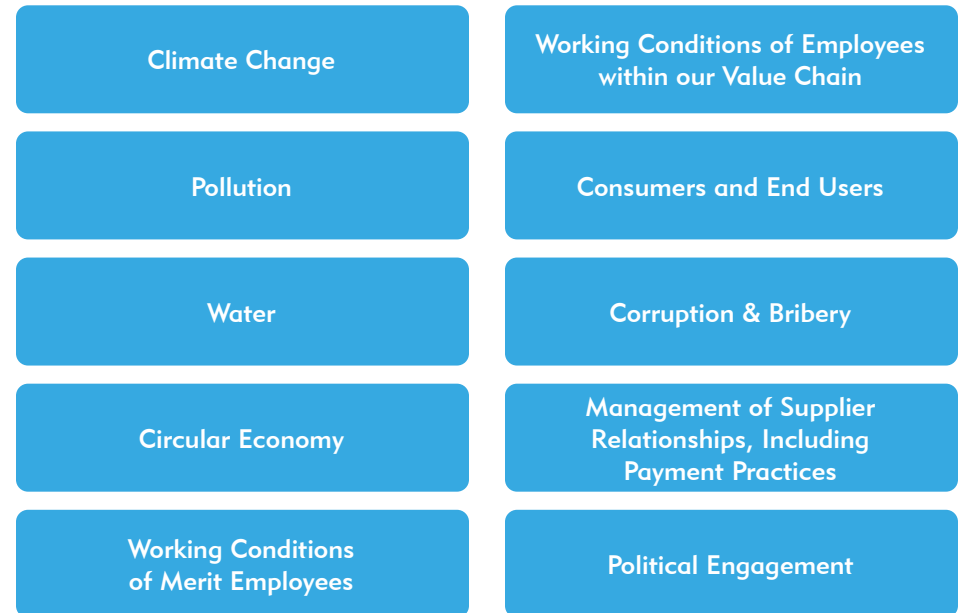 Climate Change
Pollution
Water
Circular Economy
Working Conditions
of Merit Employees
Working Conditions of Employees
within our Value Chain
Consumers and End Users
Corruption & Bribery
Management of Supplier
Relationships, Including
Payment Practices
Political Engagement